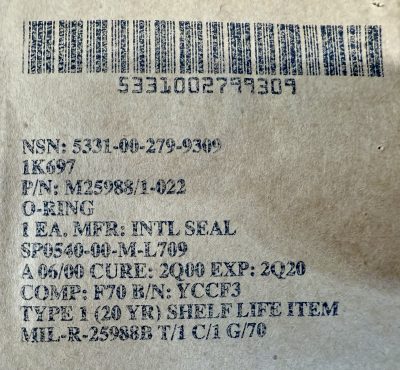 5331002799309
NSN: 5331-00-279-9309
1K697
P/N: M25988/1-022
O-RING
1 EA. MFR: INTL SEAL
SP0540-00-M-L709
A 06/00 CURE: 2Q00 EXP: 2Q20
COMP: F70 B/N: YCCF3
TYPE 1 (20 YR) SHELF LIFE ITEM
MIL-R-25988B T/1 C/1 G/70